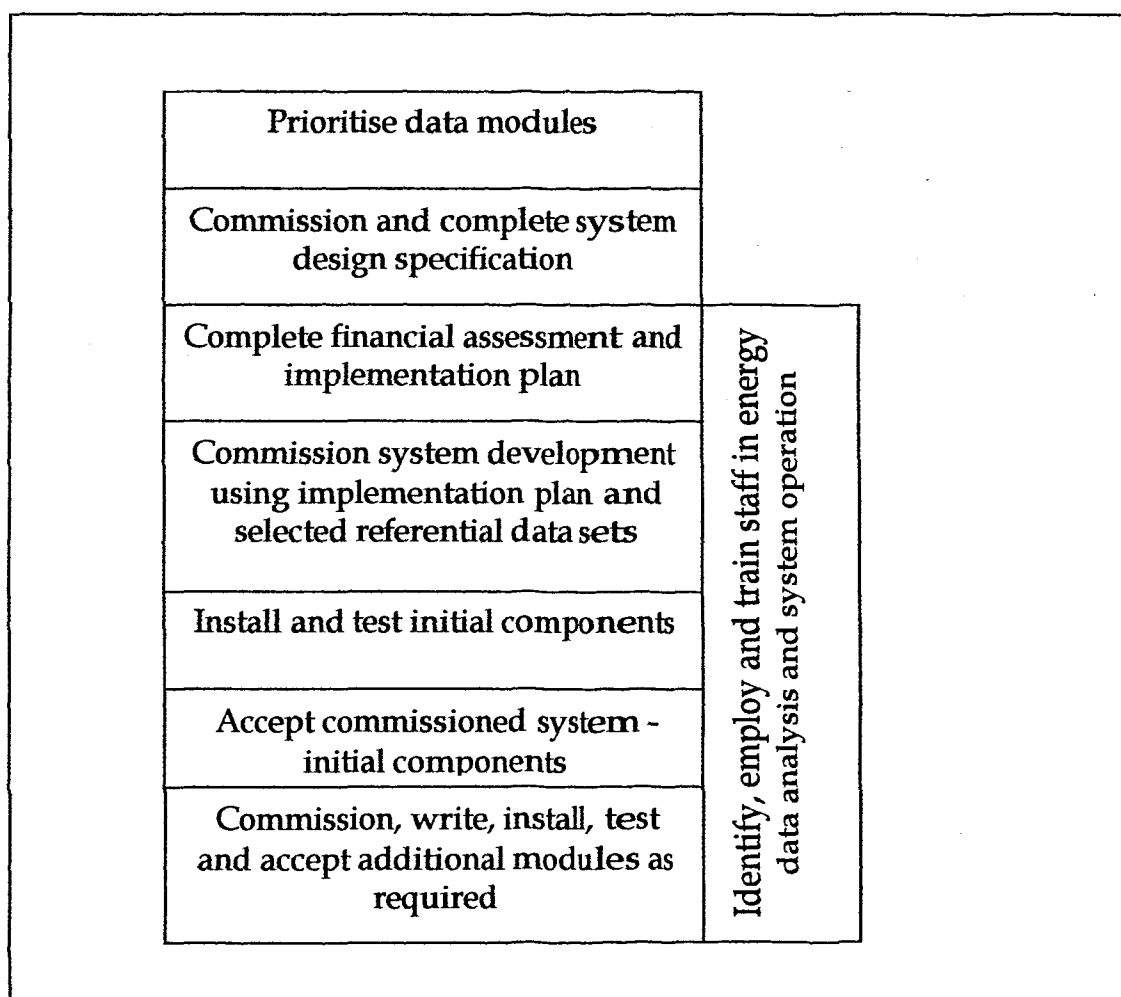 Prioritise data modules
Commission and complete system
design specification
Complete financial assessment and
implementation plan
Commission system development
using implementation plan and
selected referential data sets
Install and test initial components
Accept commissioned system -
initial components
Commission, write, install, test
and accept additional modules as
required
Identify, employ and train staff in energy
data analysis and system operation